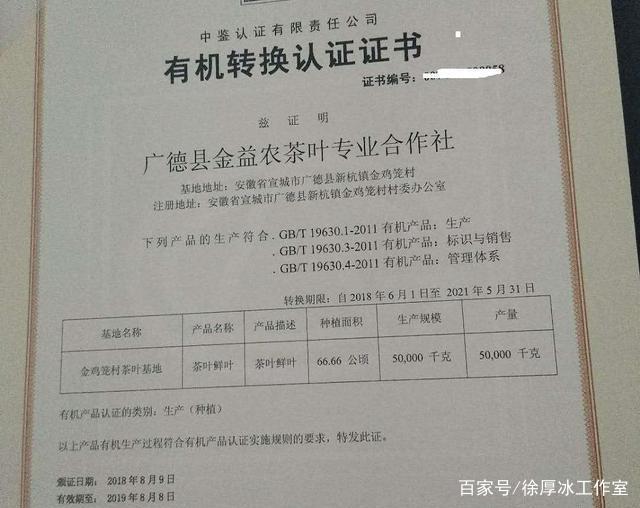 中鉴认证有限责任公司
有机转换认证证书
证书编号:
兹 证 明
广德县金益农茶叶专业合作社
基地地址: 安徽省宣城市广德县新杭镇金鸡笼村
注册地址: 安徽省宣城市广德县新杭镇金鸡笼村村委办公室
下列产品的生产符合. GB/T 19630.1-2011 有机产品: 生产
. GB/T 19630.3-2011 有机产品: 标识与销售
. GB/T 19630.4-2011 有机产品: 管理体系
转换期限: 自 2018 年 6 月 1 日至 2021 年 5 月 31 日
基地名称 产品名称 产品描述 种植面积 生产规模 产量
金鸡笼村茶叶基地 茶叶鲜叶 茶叶鲜叶 66.66 公顷 50,000 千克 50,000 千克
有机产品认证的类别: 生产（种植）
以上产品有机生产过程符合有机产品认证实施规则的要求，特发此证。
颁证日期: 2018 年 8 月 9 日
有效期至: 2019 年 8 月 8 日
百家号/徐厚冰工作室